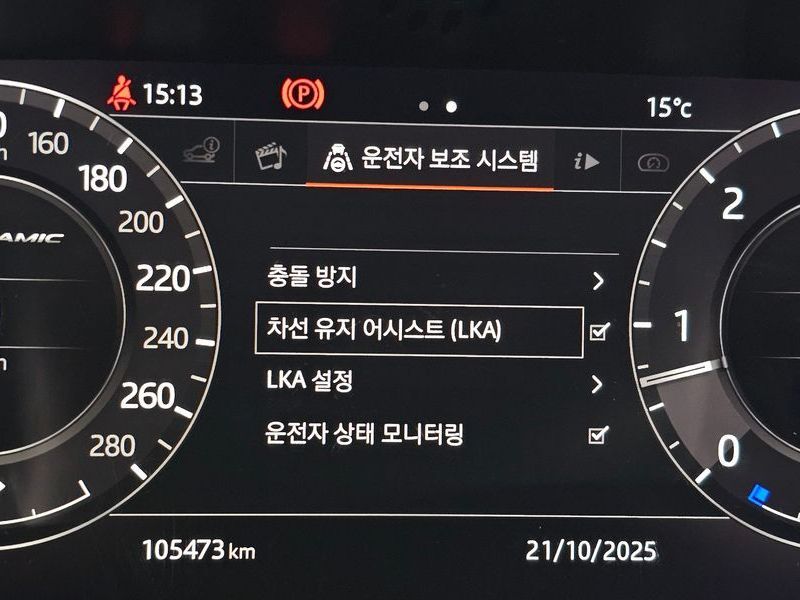 15:13
15°c
운전자 보조 시스템
160
180
200
220
240
260
280
AMIC
충돌 방지
차선 유지 어시스트 (LKA)
LKA 설정
운전자 상태 모니터링
2
1
0
105473 km
21/10/2025